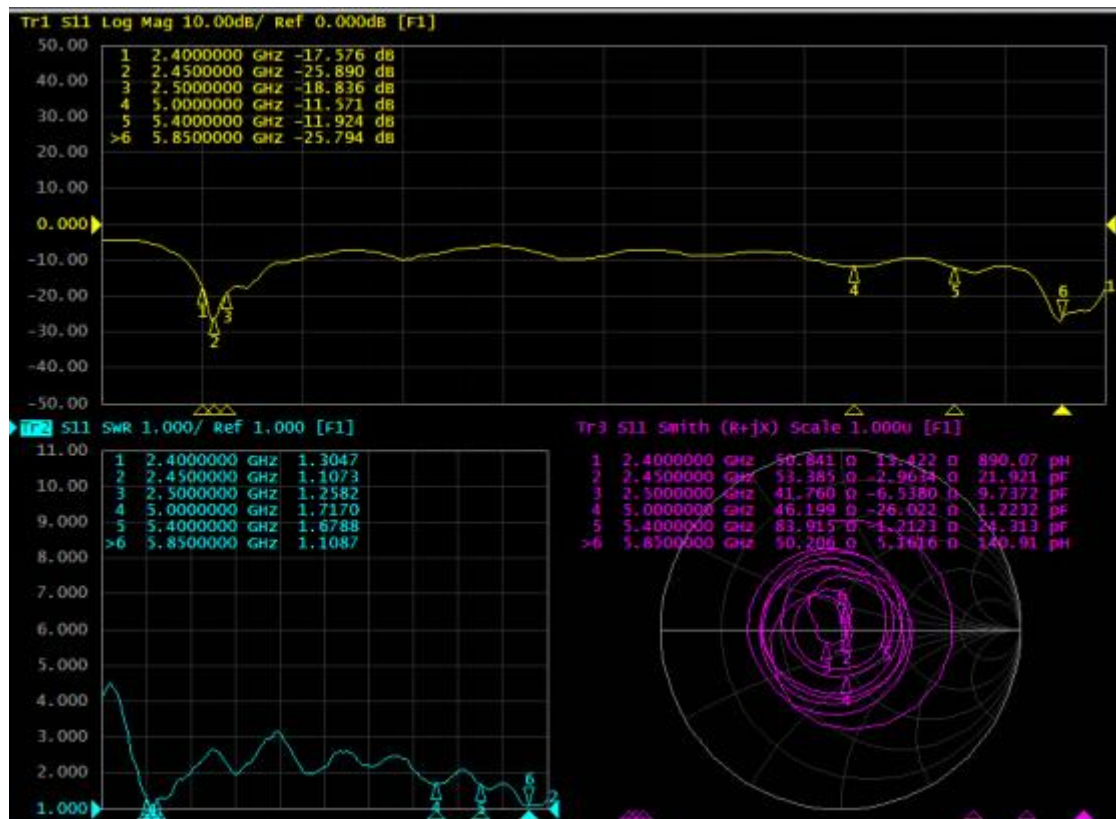 Tr1 S11 Log Mag 10.00dB/ Ref 0.000dB [F1]
50.00
40.00
30.00
20.00
10.00
0.000
-10.00
-20.00
-30.00
-40.00
-50.00
1 2.4000000 GHz -17.576 dB
2 2.4500000 GHz -25.890 dB
3 2.5000000 GHz -18.836 dB
4 5.0000000 GHz -11.571 dB
5 5.4000000 GHz -11.924 dB
>6 5.8500000 GHz -25.794 dB
1
2
3
4
5
6
1
Tr2 S11 SWR 1.000/ Ref 1.000 [F1]
11.00
10.00
9.000
8.000
7.000
6.000
5.000
4.000
3.000
2.000
1.000
1 2.4000000 GHz 1.3047
2 2.4500000 GHz 1.1073
3 2.5000000 GHz 1.2582
4 5.0000000 GHz 1.7170
5 5.4000000 GHz 1.6788
>6 5.8500000 GHz 1.1087
4
5
6
2
Tr3 S11 Smith (R+jX) Scale 1.000U [F1]
1 2.4000000 GHz 50.841 Ω 13.422 Ω 890.07 pH
2 2.4500000 GHz 53.385 Ω -2.9634 Ω 21.921 pF
3 2.5000000 GHz 41.760 Ω -6.5380 Ω 9.7372 pF
4 5.0000000 GHz 46.199 Ω -26.022 Ω 1.2232 pF
5 5.4000000 GHz 83.915 Ω -1.2123 Ω 24.313 pF
>6 5.8500000 GHz 50.206 Ω 5.1616 Ω 140.91 pH